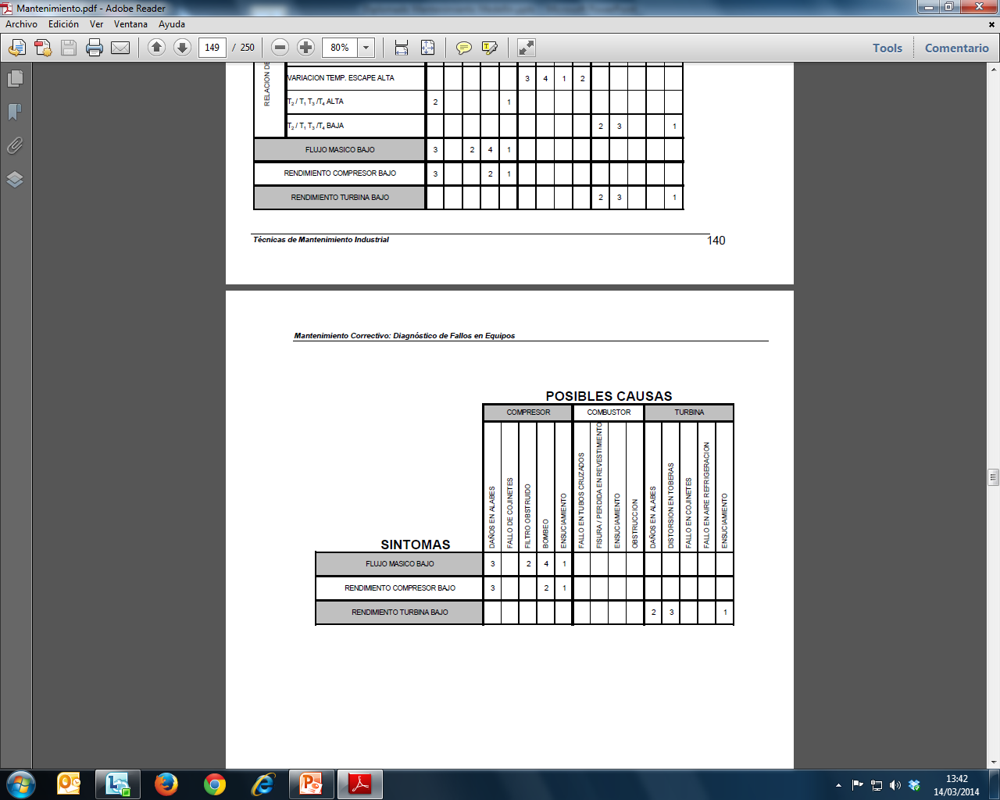 Mantenimiento.pdf - Adobe Reader
Archivo Edición Ver Ventana Ayuda
149 / 250 80% Tools Comentario
RELACION DE
VARIACION TEMP. ESCAPE ALTA 3 4 1 2
T2 / T1 T3 /T4 ALTA 2 1
T2 / T1 T3 /T4 BAJA 2 3 1
FLUJO MASICO BAJO 3 2 4 1
RENDIMIENTO COMPRESOR BAJO 3 2 1
RENDIMIENTO TURBINA BAJO 2 3 1
Técnicas de Mantenimiento Industrial 140
Mantenimiento Correctivo: Diagnóstico de Fallos en Equipos
POSIBLES CAUSAS
COMPRESOR COMBUSTOR TURBINA
DAÑOS EN ALABES
FALLO DE COJINETES
FILTRO OBSTRUIDO
BOMBEO
ENSUCIAMIENTO
FALLO EN TUBOS CRUZADOS
FISURA / PERDIDA EN REVESTIMIENTO
ENSUCIAMIENTO
OBSTRUCCION
DAÑOS EN ALABES
DISTORSION EN TOBERAS
FALLO EN COJINETES
FALLO EN AIRE REFRIGERACION
ENSUCIAMIENTO
SINTOMAS
FLUJO MASICO BAJO 3 2 4 1
RENDIMIENTO COMPRESOR BAJO 3 2 1
RENDIMIENTO TURBINA BAJO 2 3 1
13:42
14/03/2014